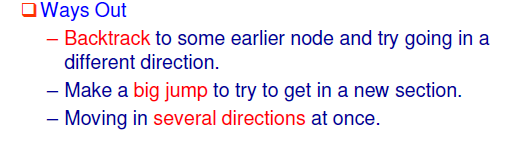 ❑Ways Out
– Backtrack to some earlier node and try going in a
different direction.
– Make a big jump to try to get in a new section.
– Moving in several directions at once.